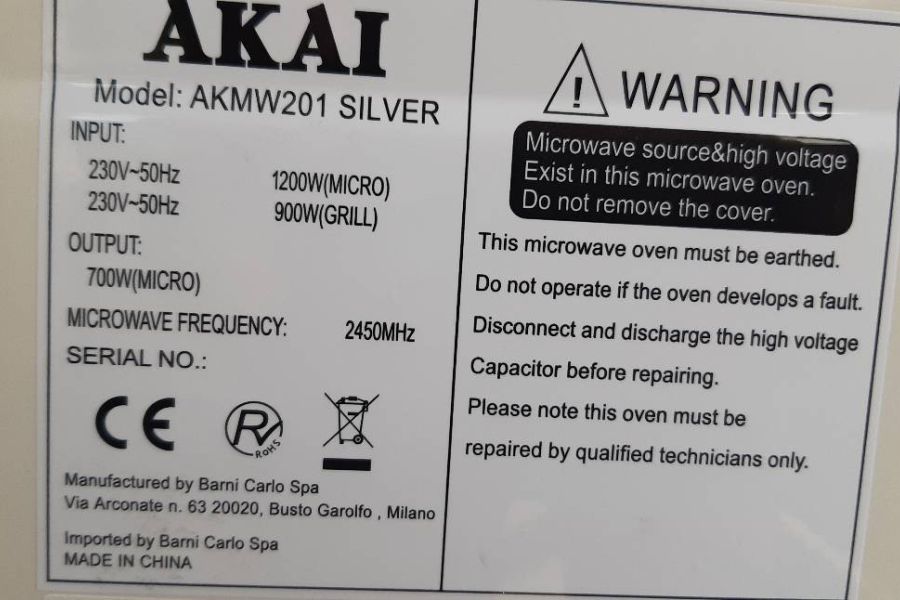 AKAI
Model: AKMW201 SILVER
INPUT:
230V~50Hz 1200W(MICRO)
230V~50Hz 900W(GRILL)
OUTPUT:
700W(MICRO)
MICROWAVE FREQUENCY: 2450MHz
SERIAL NO.:
CE
R
ROHS
Manufactured by Barni Carlo Spa
Via Arconate n. 63 20020, Busto Garolfo , Milano
Imported by Barni Carlo Spa
MADE IN CHINA
! WARNING
Microwave source&high voltage
Exist in this microwave oven.
Do not remove the cover.
This microwave oven must be earthed.
Do not operate if the oven develops a fault.
Disconnect and discharge the high voltage
Capacitor before repairing.
Please note this oven must be
repaired by qualified technicians only.